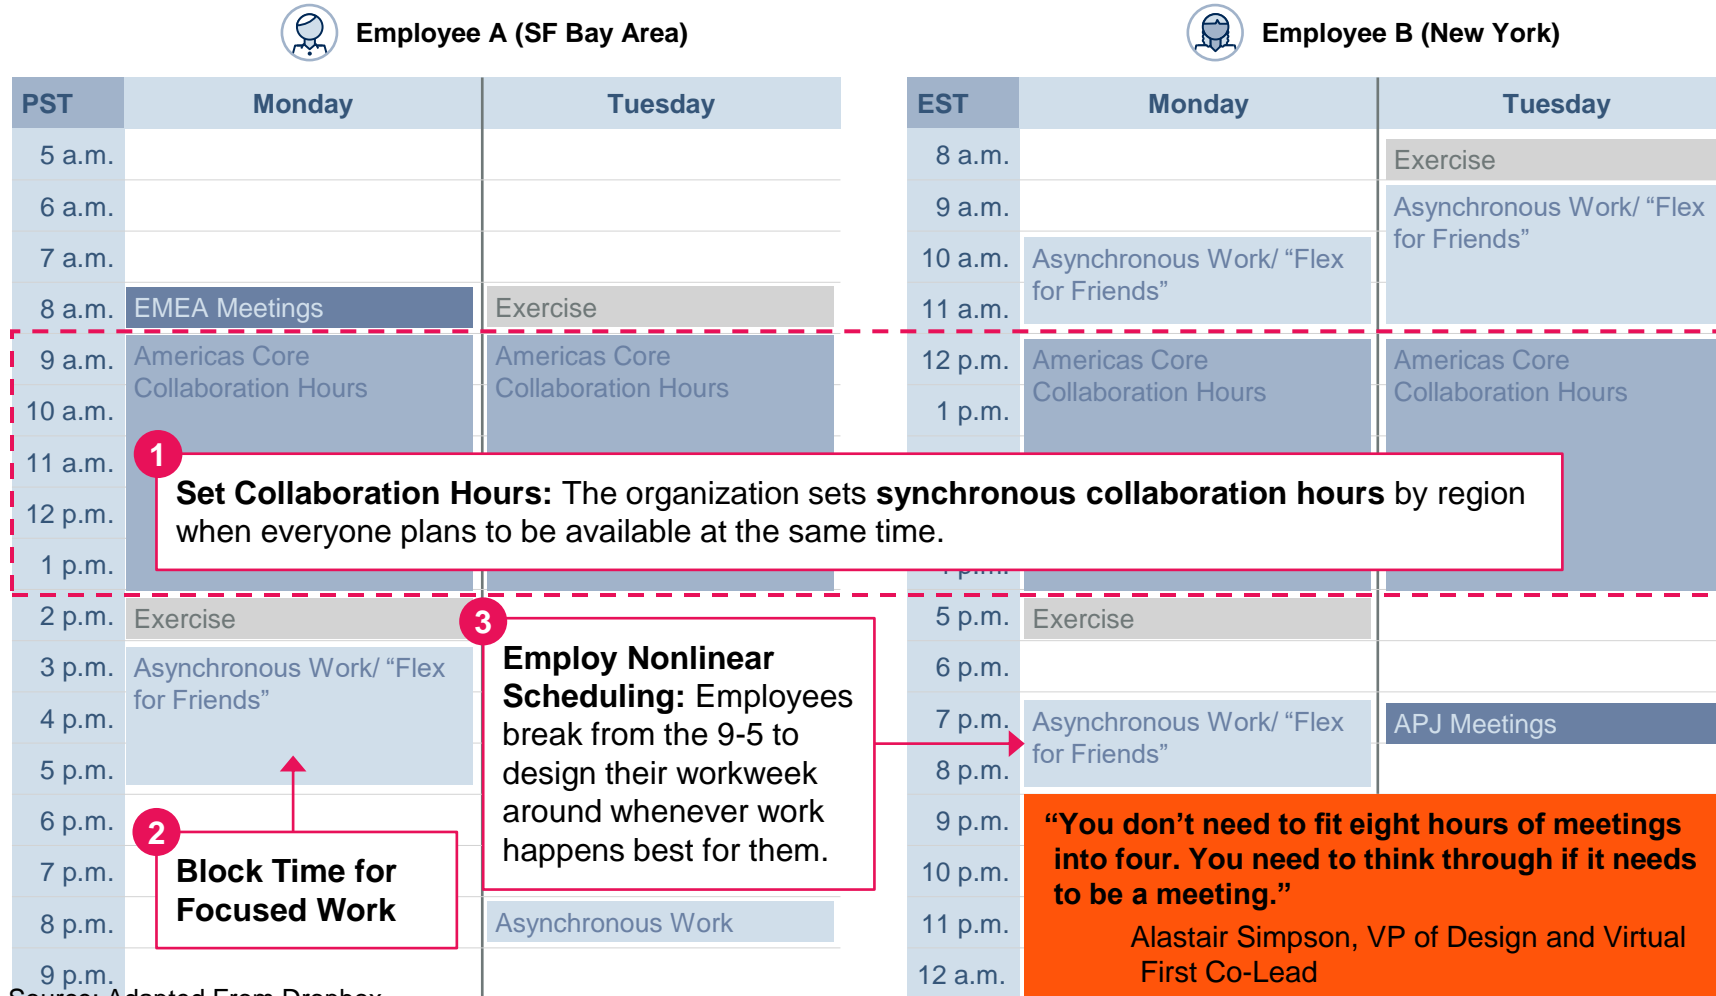 Employee A (SF Bay Area)
Employee B (New York)
PST
Monday
Tuesday
5 a.m.
6 a.m.
7 a.m.
8 a.m.
EMEA Meetings
Exercise
9 a.m.
Americas Core
Collaboration Hours
Americas Core
Collaboration Hours
10 a.m.
11 a.m.
12 p.m.
1 p.m.
2 p.m.
Exercise
3 p.m.
Asynchronous Work/ “Flex
for Friends”
4 p.m.
5 p.m.
6 p.m.
7 p.m.
8 p.m.
Asynchronous Work
9 p.m.
EST
Monday
Tuesday
8 a.m.
Exercise
9 a.m.
Asynchronous Work/ “Flex
for Friends”
10 a.m.
Asynchronous Work/ “Flex
for Friends”
11 a.m.
12 p.m.
Americas Core
Collaboration Hours
Americas Core
Collaboration Hours
1 p.m.
5 p.m.
Exercise
6 p.m.
7 p.m.
Asynchronous Work/ “Flex
for Friends”
APJ Meetings
8 p.m.
9 p.m.
10 p.m.
11 p.m.
12 a.m.
1
Set Collaboration Hours: The organization sets synchronous collaboration hours by region
when everyone plans to be available at the same time.
2
Block Time for
Focused Work
3
Employ Nonlinear
Scheduling: Employees
break from the 9-5 to
design their workweek
around whenever work
happens best for them.
“You don’t need to fit eight hours of meetings
into four. You need to think through if it needs
to be a meeting.”
Alastair Simpson, VP of Design and Virtual
First Co-Lead
Source: Adapted From Dropbox